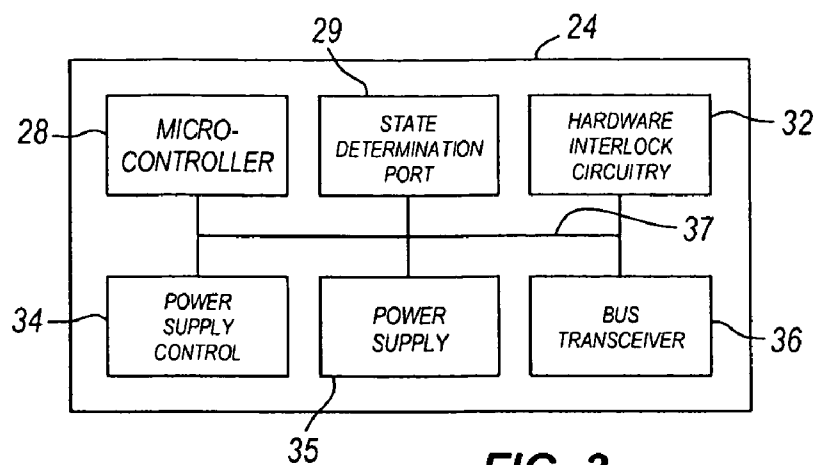 24
29
28
MICRO-
CONTROLLER
STATE
DETERMINATION
PORT
HARDWARE
INTERLOCK
CIRCUITRY
32
37
34
POWER
SUPPLY
CONTROL
POWER
SUPPLY
BUS
TRANSCEIVER
36
35